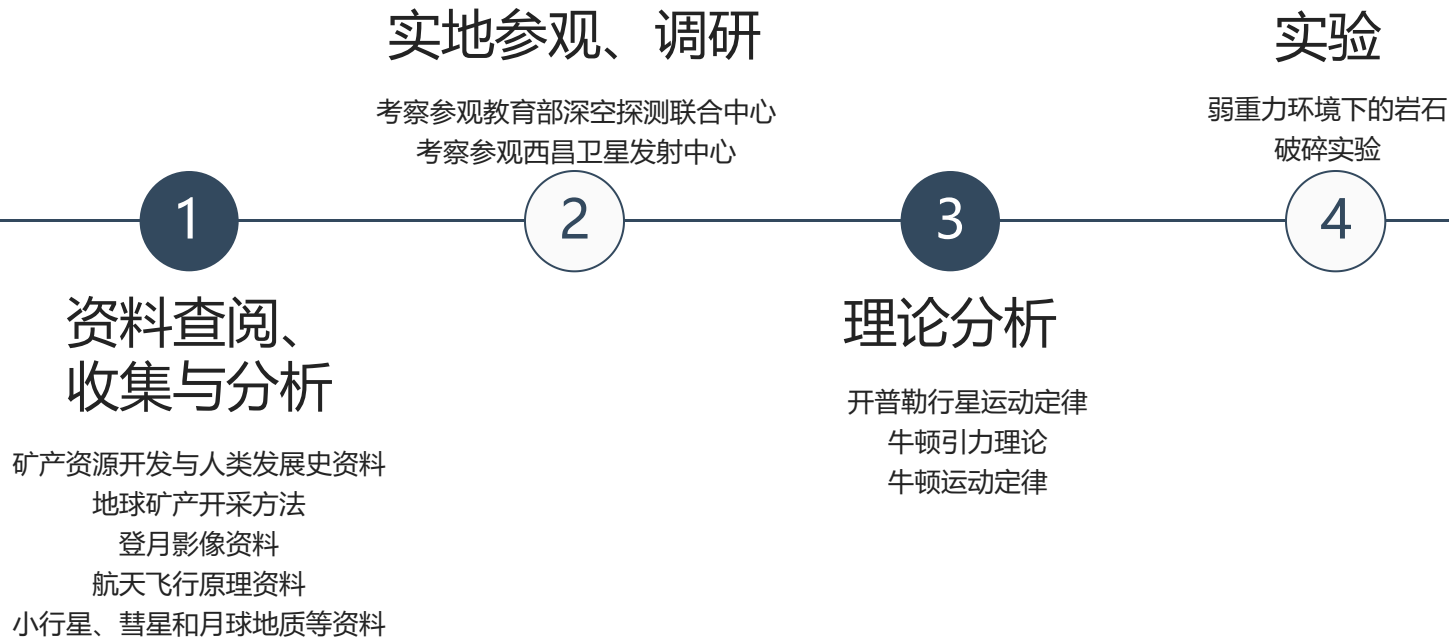 1
资料查阅、
收集与分析
矿产资源开发与人类发展史资料
地球矿产开采方法
登月影像资料
航天飞行原理资料
小行星、彗星和月球地质等资料
实地参观、调研
考察参观教育部深空探测联合中心
考察参观西昌卫星发射中心
2
3
理论分析
开普勒行星运动定律
牛顿引力理论
牛顿运动定律
实验
弱重力环境下的岩石
破碎实验
4